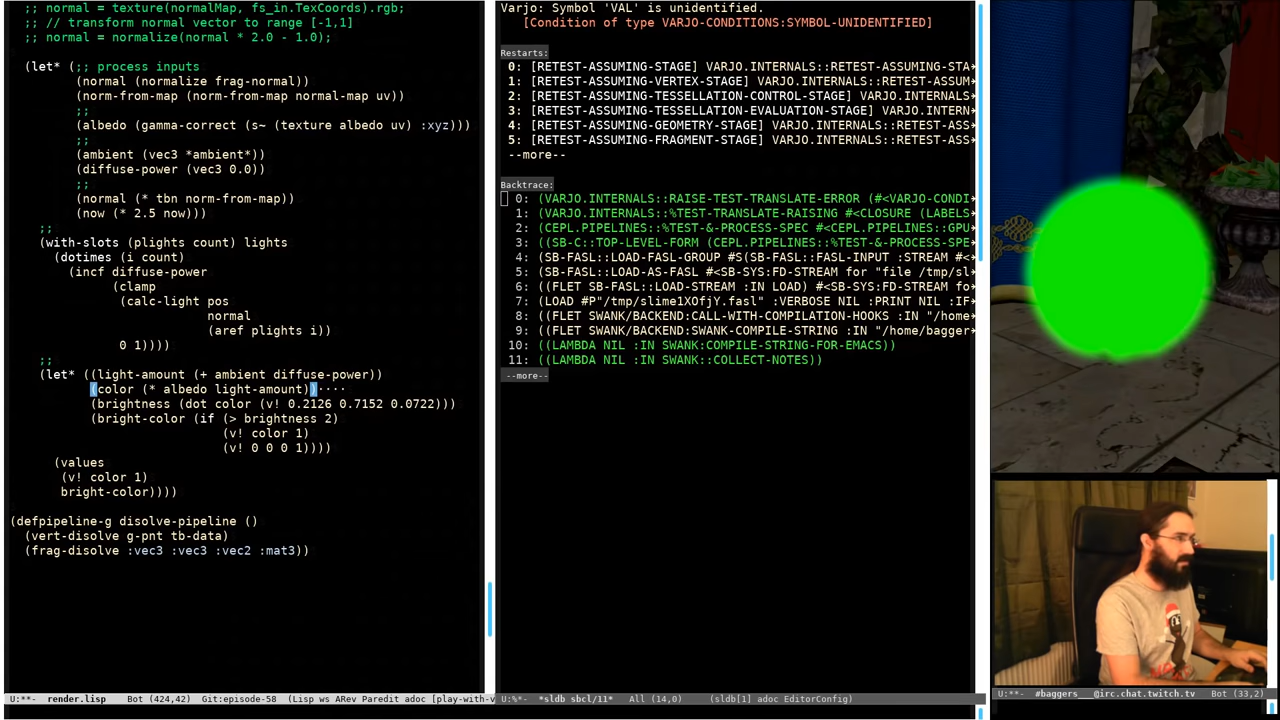 ;; normal = texture(normalMap, fs_in.TexCoords).rgb;
;; // transform normal vector to range [-1,1]
;; normal = normalize(normal * 2.0 - 1.0);
(let* (;; process inputs
(normal (normalize frag-normal))
(norm-from-map (norm-from-map normal-map uv))
;;
(albedo (gamma-correct (s~ (texture albedo uv) :xyz)))
;;
(ambient (vec3 *ambient*))
(diffuse-power (vec3 0.0))
;;
(normal (* tbn norm-from-map))
(now (* 2.5 now)))
;;
(with-slots (plights count) lights
(dotimes (i count)
(incf diffuse-power
(clamp
(calc-light pos
normal
(aref plights i))
0 1))))
;;
(let* ((light-amount (+ ambient diffuse-power))
(color (* albedo light-amount))····
(brightness (dot color (v! 0.2126 0.7152 0.0722)))
(bright-color (if (> brightness 2)
(v! color 1)
(v! 0 0 0 1))))
(values
(v! color 1)
bright-color))))
(defpipeline-g disolve-pipeline ()
(vert-disolve g-pnt tb-data)
(frag-disolve :vec3 :vec3 :vec2 :mat3))
U:**- render.lisp Bot (424,42) Git:episode-58 (Lisp ws ARev Paredit adoc [play-with-v
Varjo: Symbol 'VAL' is unidentified.
[Condition of type VARJO-CONDITIONS:SYMBOL-UNIDENTIFIED]
Restarts:
0: [RETEST-ASSUMING-STAGE] VARJO.INTERNALS::RETEST-ASSUMING-STA
1: [RETEST-ASSUMING-VERTEX-STAGE] VARJO.INTERNALS::RETEST-ASSUM
2: [RETEST-ASSUMING-TESSELLATION-CONTROL-STAGE] VARJO.INTERNALS
3: [RETEST-ASSUMING-TESSELLATION-EVALUATION-STAGE] VARJO.INTERN
4: [RETEST-ASSUMING-GEOMETRY-STAGE] VARJO.INTERNALS::RETEST-ASS
5: [RETEST-ASSUMING-FRAGMENT-STAGE] VARJO.INTERNALS::RETEST-ASS
--more--
Backtrace:
0: (VARJO.INTERNALS::RAISE-TEST-TRANSLATE-ERROR (#<VARJO-CONDI
1: (VARJO.INTERNALS::%TEST-TRANSLATE-RAISING #<CLOSURE (LABELS
2: (CEPL.PIPELINES::%TEST-&-PROCESS-SPEC #<CEPL.PIPELINES::GPU
3: ((SB-C::TOP-LEVEL-FORM (CEPL.PIPELINES::%TEST-&-PROCESS-SPE
4: (SB-FASL::LOAD-FASL-GROUP #S(SB-FASL::FASL-INPUT :STREAM #<
5: (SB-FASL::LOAD-AS-FASL #<SB-SYS:FD-STREAM for "file /tmp/sl
6: ((FLET SB-FASL::LOAD-STREAM :IN LOAD) #<SB-SYS:FD-STREAM fo
7: (LOAD #P"/tmp/slime1XOfjY.fasl" :VERBOSE NIL :PRINT NIL :IF
8: ((FLET SWANK/BACKEND:CALL-WITH-COMPILATION-HOOKS :IN "/home
9: ((FLET SWANK/BACKEND:SWANK-COMPILE-STRING :IN "/home/bagger
10: ((LAMBDA NIL :IN SWANK:COMPILE-STRING-FOR-EMACS))
11: ((LAMBDA NIL :IN SWANK::COLLECT-NOTES))
--more--
U:%*- *sldb sbcl/11* All (14,0) (sldb[1] adoc EditorConfig)
U:**- #baggers___@irc.chat.twitch.tv Bot (33,2)